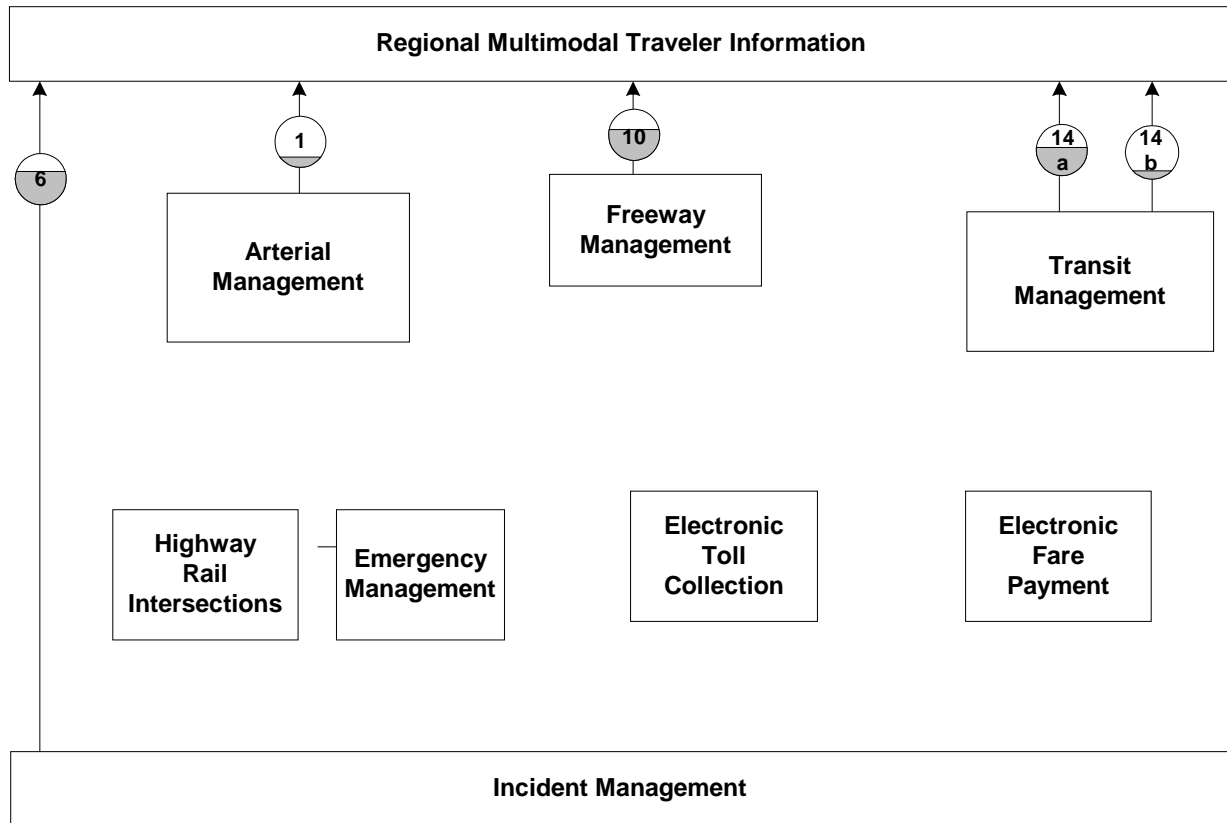 Regional Multimodal Traveler Information
6
1
10
14
a
14
b
Arterial
Management
Freeway
Management
Transit
Management
Highway
Rail
Intersections
Emergency
Management
Electronic
Toll
Collection
Electronic
Fare
Payment
Incident Management